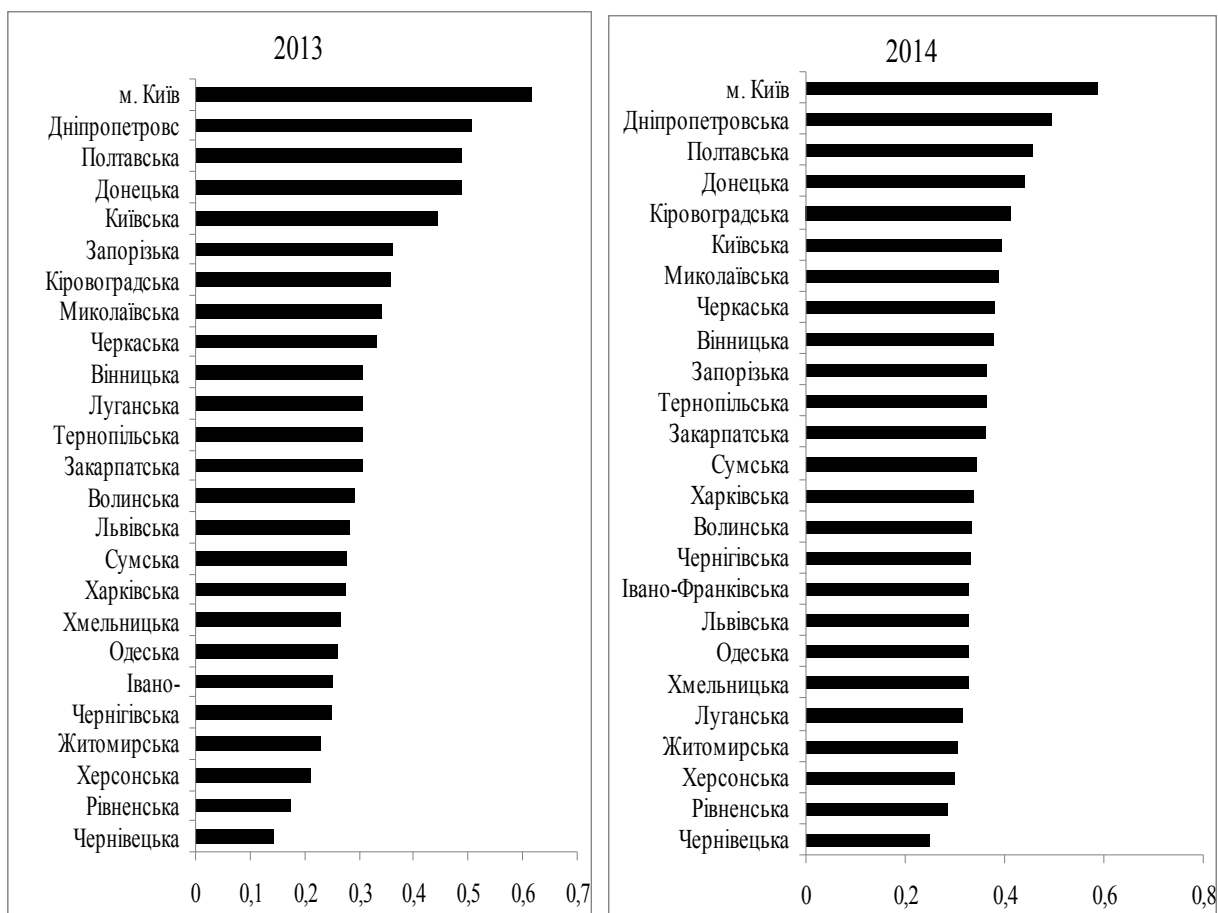 2013
м. Київ
Дніпропетровс
Полтавська
Донецька
Київська
Запорізька
Кіровоградська
Миколаївська
Черкаська
Вінницька
Луганська
Тернопільська
Закарпатська
Волинська
Львівська
Сумська
Харківська
Хмельницька
Одеська
Івано-
Чернігівська
Житомирська
Херсонська
Рівненська
Чернівецька
0 0,1 0,2 0,3 0,4 0,5 0,6 0,7
2014
м. Київ
Дніпропетровська
Полтавська
Донецька
Кіровоградська
Київська
Миколаївська
Черкаська
Вінницька
Запорізька
Тернопільська
Закарпатська
Сумська
Харківська
Волинська
Чернігівська
Івано-Франківська
Львівська
Одеська
Хмельницька
Луганська
Житомирська
Херсонська
Рівненська
Чернівецька
0 0,2 0,4 0,6 0,8